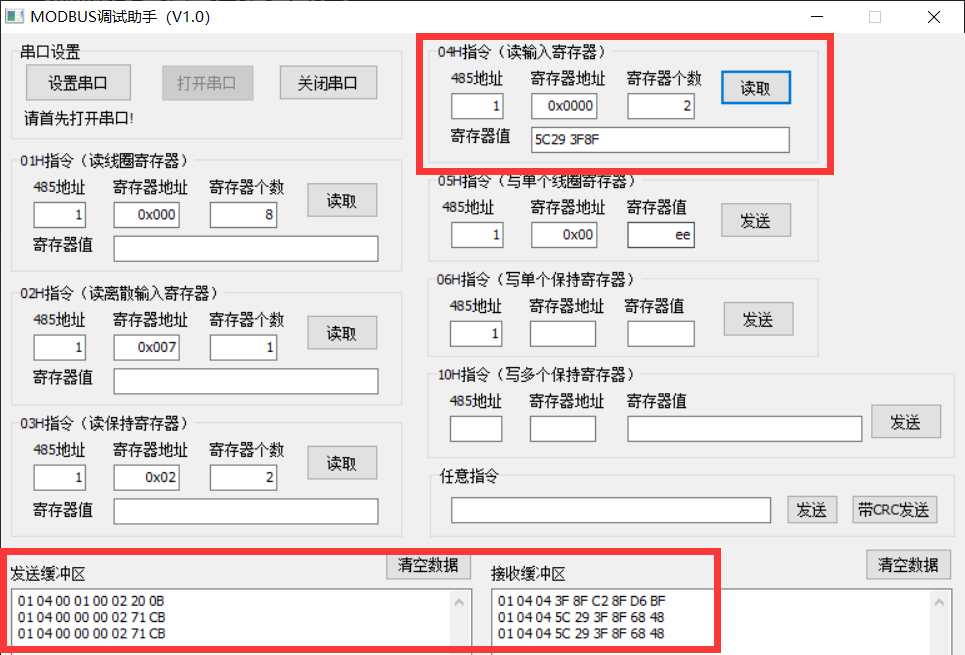 MODBUS调试助手（V1.0）
串口设置
设置串口 打开串口 关闭串口
请首先打开串口!
01H指令（读线圈寄存器）
485地址 寄存器地址 寄存器个数
1 0x000 8 读取
寄存器值
02H指令（读离散输入寄存器）
485地址 寄存器地址 寄存器个数
1 0x007 1 读取
寄存器值
03H指令（读保持寄存器）
485地址 寄存器地址 寄存器个数
1 0x02 2 读取
寄存器值
04H指令（读输入寄存器）
485地址 寄存器地址 寄存器个数
1 0x0000 2 读取
寄存器值 5C29 3F8F
05H指令（写单个线圈寄存器）
485地址 寄存器地址 寄存器值
1 0x00 ee 发送
06H指令（写单个保持寄存器）
485地址 寄存器地址 寄存器值
1 发送
10H指令（写多个保持寄存器）
485地址 寄存器地址 寄存器值
发送
任意指令
发送 带CRC发送
发送缓冲区 清空数据
01 04 00 01 00 02 20 0B
01 04 00 00 00 02 71 CB
01 04 00 00 00 02 71 CB
接收缓冲区 清空数据
01 04 04 3F 8F C2 8F D6 BF
01 04 04 5C 29 3F 8F 68 48
01 04 04 5C 29 3F 8F 68 48